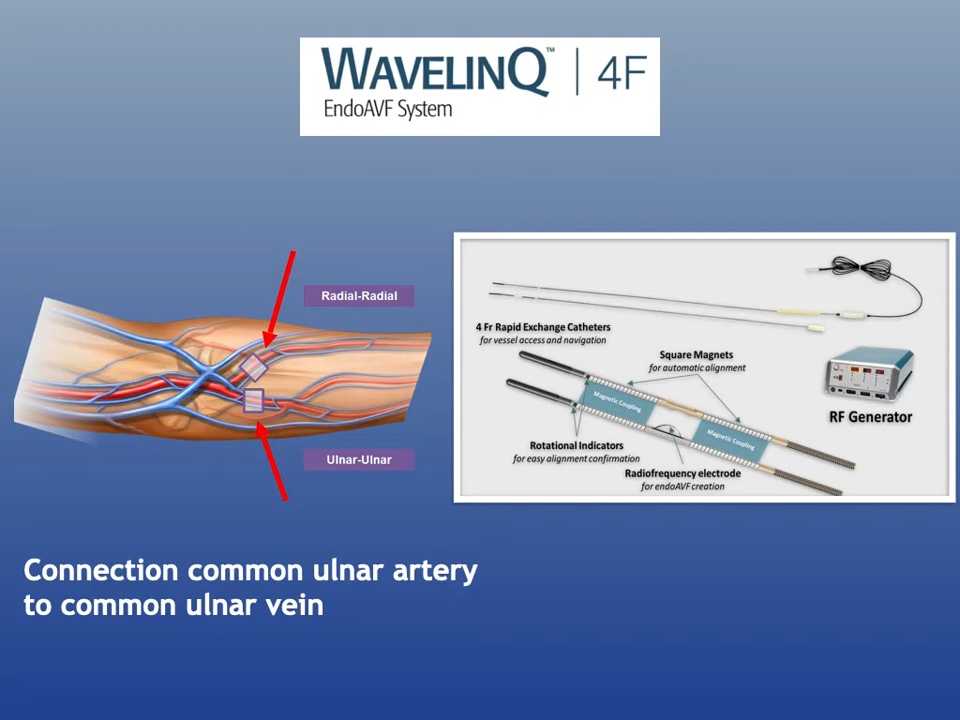 WAVELINQ™ | 4F
EndoAVF System
Radial-Radial
Ulnar-Ulnar
4 Fr Rapid Exchange Catheters
for vessel access and navigation
Square Magnets
for automatic alignment
RF Generator
Magnetic Coupling
Magnetic Coupling
Rotational Indicators
for easy alignment confirmation
Radiofrequency electrode
for endoAVF creation
Connection common ulnar artery
to common ulnar vein